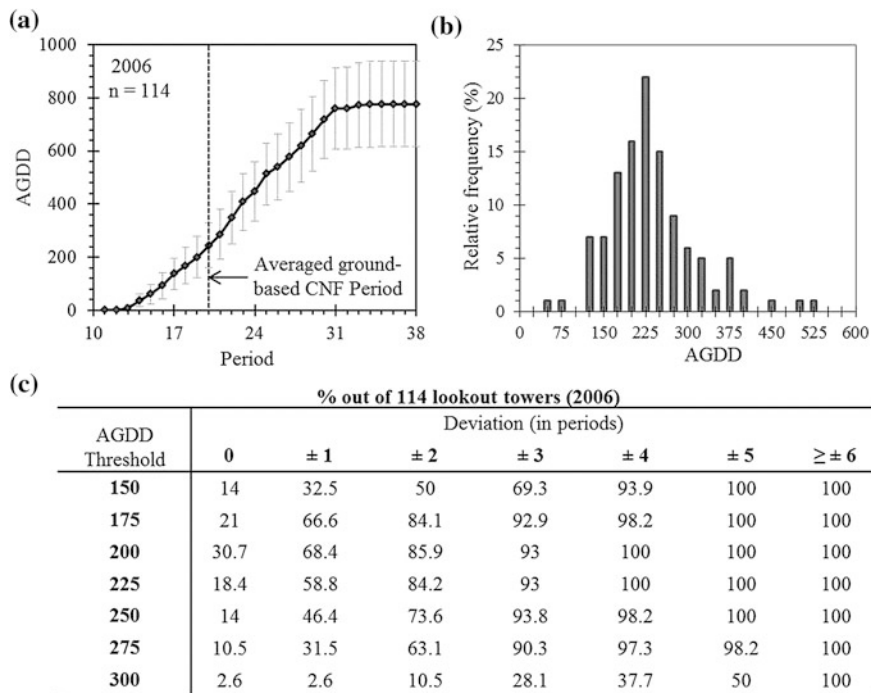 (a)
1000
800
600
400
200
0
AGDD
2006
n = 114
Averaged ground-
based CNF Period
10 17 24 31 38
Period
(b)
25
20
15
10
5
0
Relative frequency (%)
0 75 150 225 300 375 450 525 600
AGDD
(c)
% out of 114 lookout towers (2006)
AGDD Threshold Deviation (in periods)
0 ± 1 ± 2 ± 3 ± 4 ± 5 ≥ ± 6
150 14 32.5 50 69.3 93.9 100 100
175 21 66.6 84.1 92.9 98.2 100 100
200 30.7 68.4 85.9 93 100 100 100
225 18.4 58.8 84.2 93 100 100 100
250 14 46.4 73.6 93.8 98.2 100 100
275 10.5 31.5 63.1 90.3 97.3 98.2 100
300 2.6 2.6 10.5 28.1 37.7 50 100